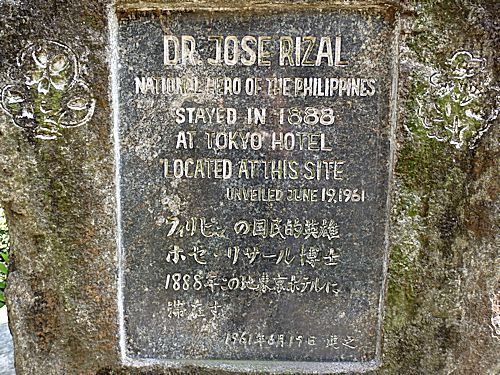 DR. JOSE RIZAL
NATIONAL HERO OF THE PHILIPPINES
STAYED IN 1888
AT TOKYO HOTEL
LOCATED AT THIS SITE
UNVEILED JUNE 19, 1961
フィリピンの国民的英雄
ホセ・リサール博士
1888年この地東京ホテルに
滞在す
1961年6月19日 建之